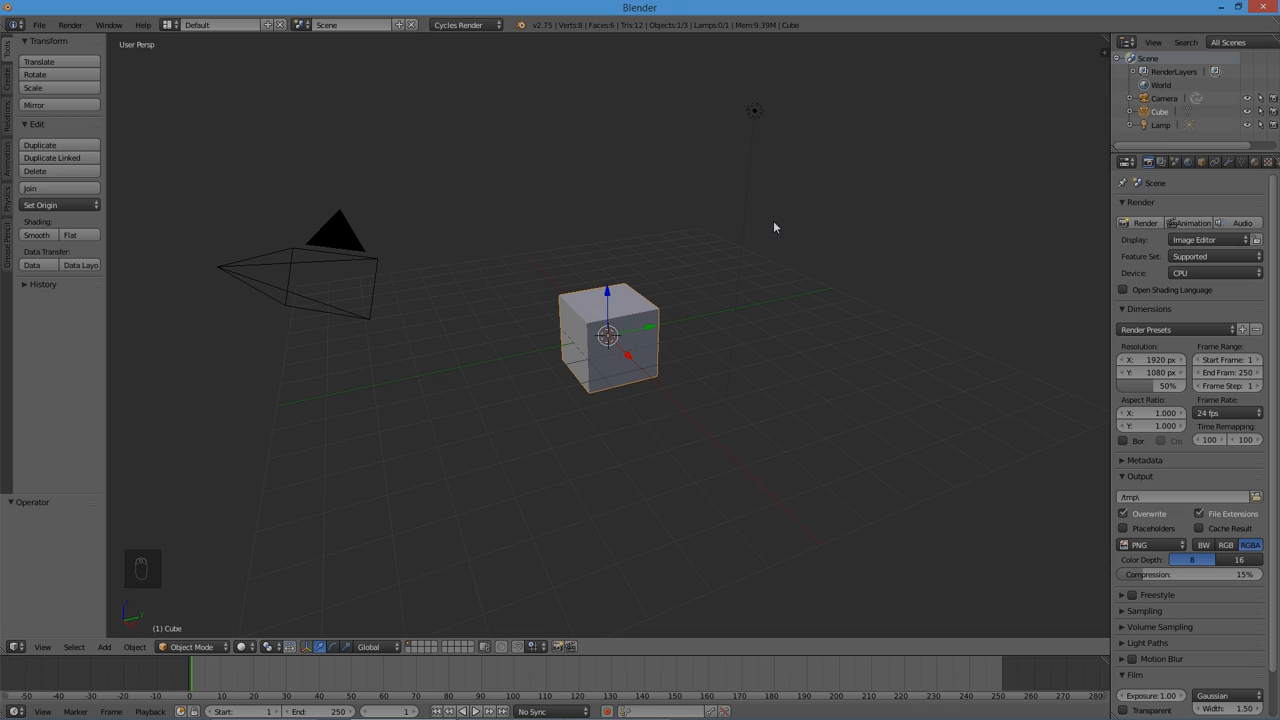 Blender
File Render Window Help Default Scene Cycles Render v2.75 | Verts:8 | Faces:6 | Tris:12 | Objects:1/3 | Lamps:0/1 | Mem:9.39M | Cube
Tools
Create
Relations
Animation
Physics
Grease Pencil
Transform
Translate
Rotate
Scale
Mirror
Edit
Duplicate
Duplicate Linked
Delete
Join
Set Origin
Shading:
Smooth Flat
Data Transfer:
Data Data Layo
History
Operator
User Persp
(1) Cube
View Select Add Object Object Mode Global
View Search All Scenes
Scene
RenderLayers
World
Camera
Cube
Lamp
Scene
Render
Render Animation Audio
Display: Image Editor
Feature Set: Supported
Device: CPU
Open Shading Language
Dimensions
Render Presets
Resolution: Frame Range:
X: 1920 px Start Frame: 1
Y: 1080 px End Fram: 250
50% Frame Step: 1
Aspect Ratio: Frame Rate:
X: 1.000 24 fps
Y: 1.000 Time Remapping:
Bor Cro 100 100
Metadata
Output
/tmp\
Overwrite File Extensions
Placeholders Cache Result
PNG BW RGB RGBA
Color Depth: 8 16
Compression: 15%
Freestyle
Sampling
Volume Sampling
Light Paths
Motion Blur
Film
Exposure: 1.00 Gaussian
Transparent Width: 1.50
-50 -40 -30 -20 -10 0 10 20 30 40 50 60 70 80 90 100 110 120 130 140 150 160 170 180 190 200 210 220 230 240 250 260 270 280
View Marker Frame Playback Start: 1 End: 250 1 No Sync